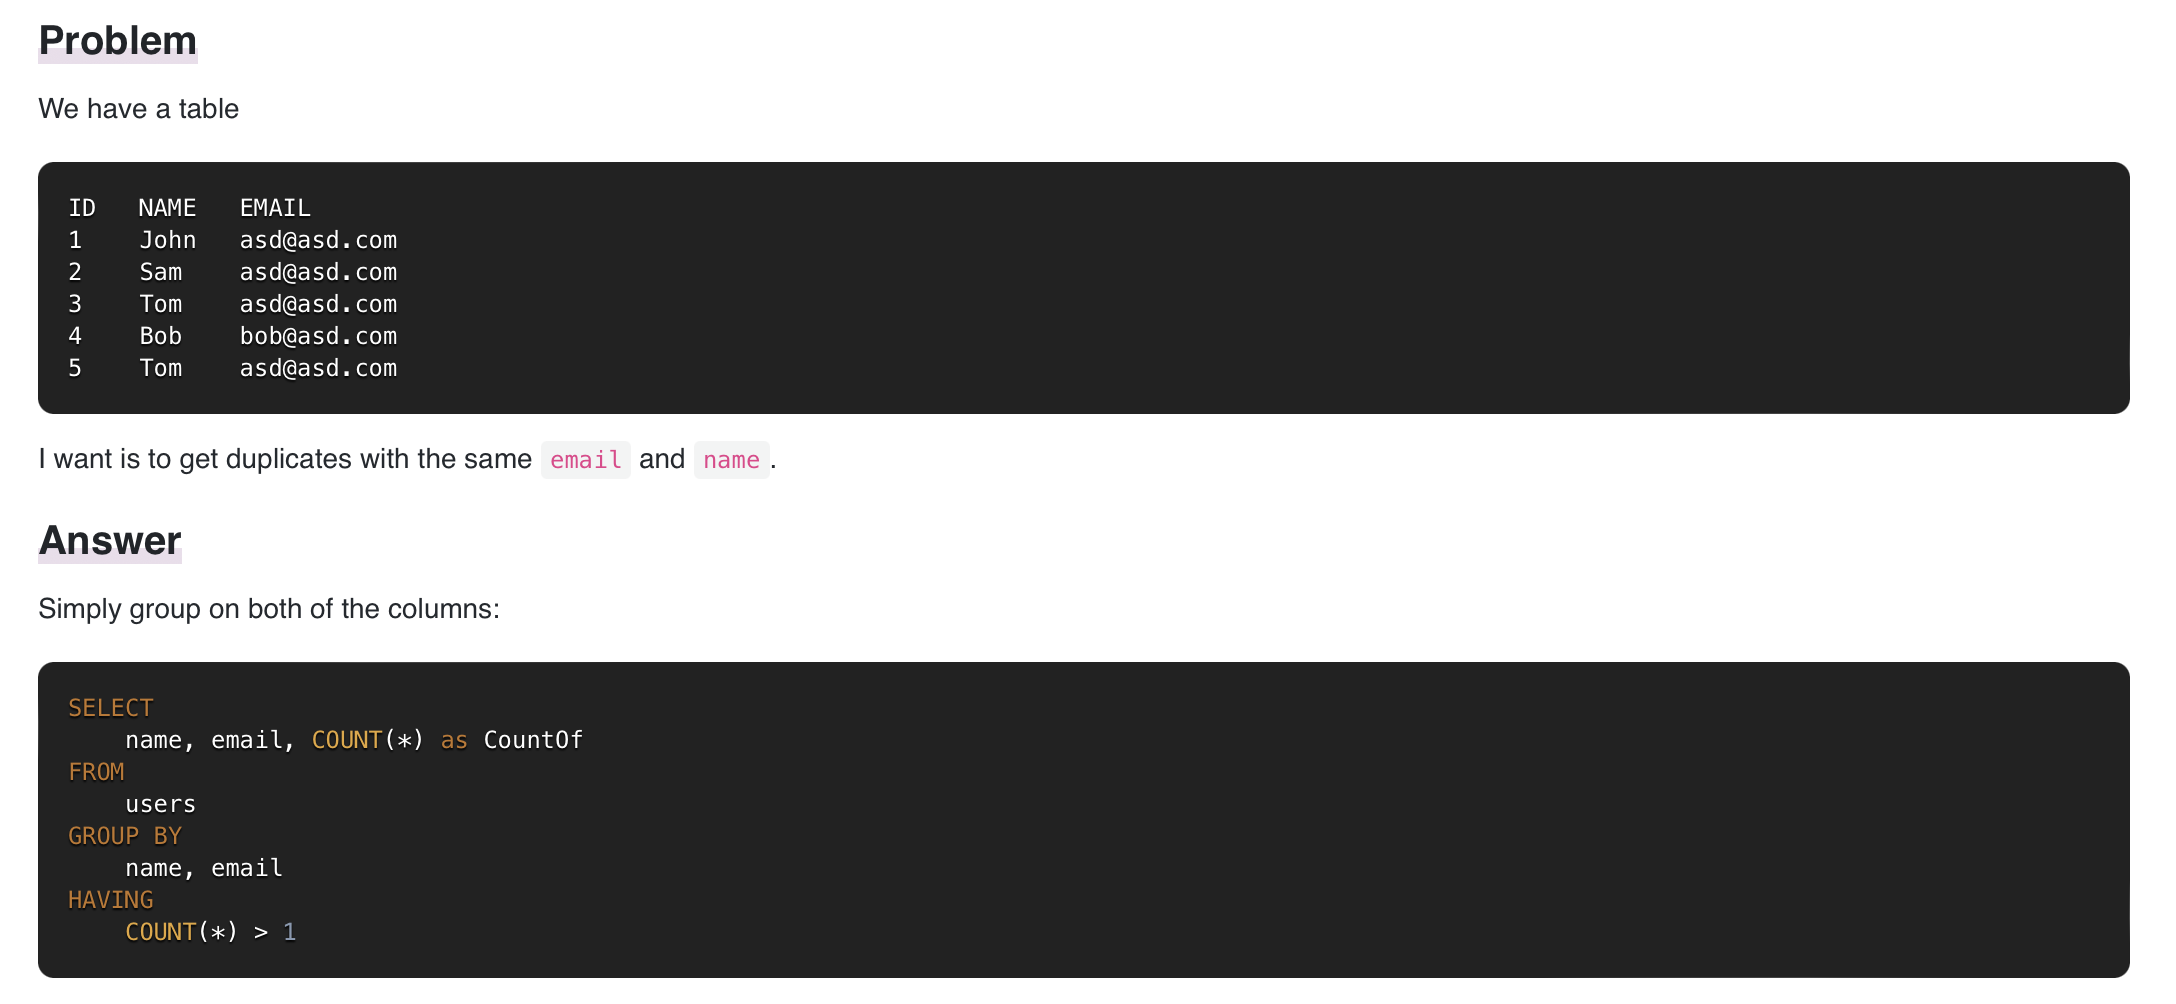 Problem
We have a table
ID   NAME   EMAIL
1    John   asd@asd.com
2    Sam    asd@asd.com
3    Tom    asd@asd.com
4    Bob    bob@asd.com
5    Tom    asd@asd.com
I want is to get duplicates with the same email and name.
Answer
Simply group on both of the columns:
SELECT
    name, email, COUNT(*) as CountOf
FROM
    users
GROUP BY
    name, email
HAVING
    COUNT(*) > 1